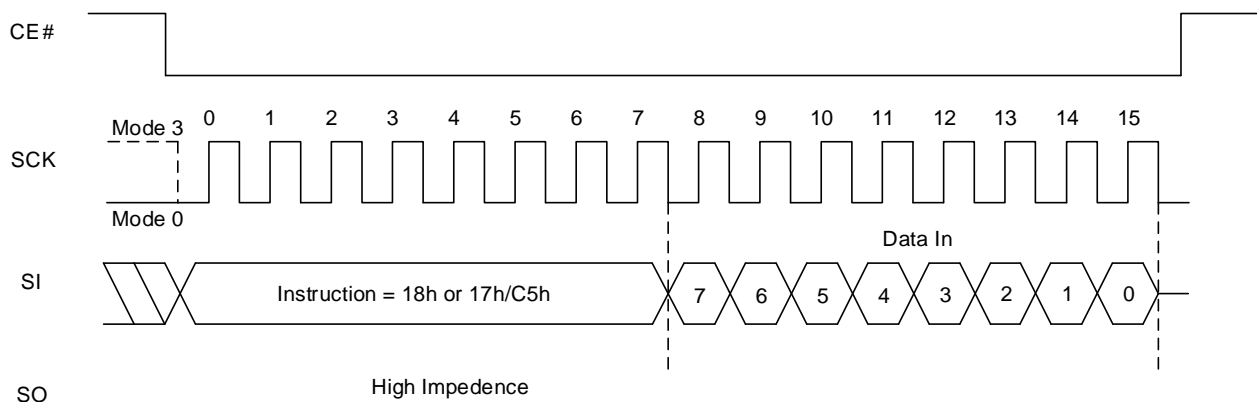 CE#
0 1 2 3 4 5 6 7 8 9 10 11 12 13 14 15
Mode 3
SCK
Mode 0
Data In
SI
Instruction = 18h or 17h/C5h
7 6 5 4 3 2 1 0
High Impedence
SO